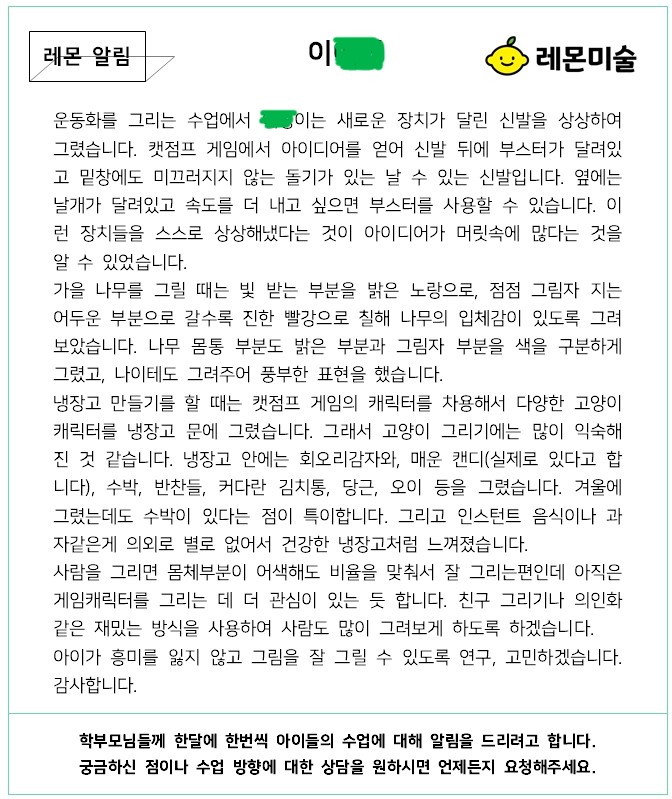 레몬 알림
이
레몬미술
운동화를 그리는 수업에서 이는 새로운 장치가 달린 신발을 상상하여
그렸습니다. 캣점프 게임에서 아이디어를 얻어 신발 뒤에 부스터가 달려있
고 밑창에도 미끄러지지 않는 돌기가 있는 날 수 있는 신발입니다. 옆에는
날개가 달려있고 속도를 더 내고 싶으면 부스터를 사용할 수 있습니다. 이
런 장치들을 스스로 상상해냈다는 것이 아이디어가 머릿속에 많다는 것을
알 수 있었습니다.
가을 나무를 그릴 때는 빛 받는 부분을 밝은 노랑으로, 점점 그림자 지는
어두운 부분으로 갈수록 진한 빨강으로 칠해 나무의 입체감이 있도록 그려
보았습니다. 나무 몸통 부분도 밝은 부분과 그림자 부분을 색을 구분하게
그렸고, 나이테도 그려주어 풍부한 표현을 했습니다.
냉장고 만들기를 할 때는 캣점프 게임의 캐릭터를 차용해서 다양한 고양이
캐릭터를 냉장고 문에 그렸습니다. 그래서 고양이 그리기에는 많이 익숙해
진 것 같습니다. 냉장고 안에는 회오리감자와, 매운 캔디(실제로 있다고 합
니다), 수박, 반찬들, 커다란 김치통, 당근, 오이 등을 그렸습니다. 겨울에
그렸는데도 수박이 있다는 점이 특이합니다. 그리고 인스턴트 음식이나 과
자같은게 의외로 별로 없어서 건강한 냉장고처럼 느껴졌습니다.
사람을 그리면 몸체부분이 어색해도 비율을 맞춰서 잘 그리는편인데 아직은
게임캐릭터를 그리는 데 더 관심이 있는 듯 합니다. 친구 그리기나 의인화
같은 재밌는 방식을 사용하여 사람도 많이 그려보게 하도록 하겠습니다.
아이가 흥미를 잃지 않고 그림을 잘 그릴 수 있도록 연구, 고민하겠습니다.
감사합니다.
학부모님들께 한달에 한번씩 아이들의 수업에 대해 알림을 드리려고 합니다.
궁금하신 점이나 수업 방향에 대한 상담을 원하시면 언제든지 요청해주세요.